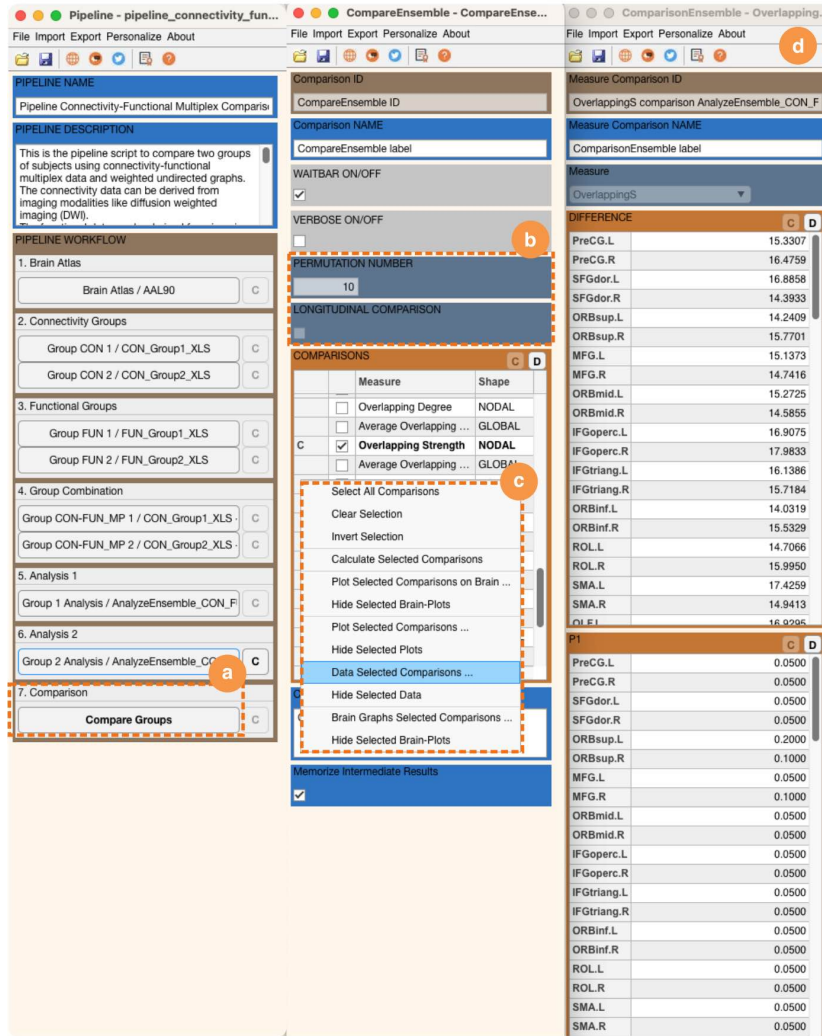 Pipeline - pipeline_connectivity_fun...
File Import Export Personalize About
PIPELINE NAME
Pipeline Connectivity-Functional Multiplex Comparis
PIPELINE DESCRIPTION
This is the pipeline script to compare two groups
of subjects using connectivity-functional
multiplex data and weighted undirected graphs.
The connectivity data can be derived from
imaging modalities like diffusion weighted
imaging (DWI).
PIPELINE WORKFLOW
1. Brain Atlas
Brain Atlas / AAL90
C
2. Connectivity Groups
Group CON 1 / CON_Group1_XLS
C
Group CON 2 / CON_Group2_XLS
C
3. Functional Groups
Group FUN 1 / FUN_Group1_XLS
C
Group FUN 2 / FUN_Group2_XLS
C
4. Group Combination
Group CON-FUN_MP 1 / CON_Group1_XLS -
C
Group CON-FUN_MP 2 / CON_Group2_XLS -
C
5. Analysis 1
Group 1 Analysis / AnalyzeEnsemble_CON_F
C
6. Analysis 2
Group 2 Analysis / AnalyzeEnsemble_CO
C
a
7. Comparison
Compare Groups
C
CompareEnsemble - CompareEnse...
File Import Export Personalize About
Comparison ID
CompareEnsemble ID
Comparison NAME
CompareEnsemble label
WAITBAR ON/OFF
VERBOSE ON/OFF
b
PERMUTATION NUMBER
10
LONGITUDINAL COMPARISON
COMPARISONS
C D
Measure Shape
Overlapping Degree NODAL
Average Overlapping ... GLOBAL
C Overlapping Strength NODAL
Average Overlapping ... GLOBAL
c
Select All Comparisons
Clear Selection
Invert Selection
Calculate Selected Comparisons
Plot Selected Comparisons on Brain ...
Hide Selected Brain-Plots
Plot Selected Comparisons ...
Hide Selected Plots
Data Selected Comparisons ...
Hide Selected Data
Brain Graphs Selected Comparisons ...
Hide Selected Brain-Plots
Memorize Intermediate Results
ComparisonEnsemble - Overlapping.
File Import Export Personalize About
d
Measure Comparison ID
OverlappingS comparison AnalyzeEnsemble_CON_F
Measure Comparison NAME
ComparisonEnsemble label
Measure
OverlappingS
DIFFERENCE
C D
PreCG.L 15.3307
PreCG.R 16.4759
SFGdor.L 16.8858
SFGdor.R 14.3933
ORBsup.L 14.2409
ORBsup.R 15.7701
MFG.L 15.1373
MFG.R 14.7416
ORBmid.L 15.2725
ORBmid.R 14.5855
IFGoperc.L 16.9075
IFGoperc.R 17.9833
IFGtriang.L 16.1386
IFGtriang.R 15.7184
ORBinf.L 14.0319
ORBinf.R 15.5329
ROL.L 14.7066
ROL.R 15.9950
SMA.L 17.4259
SMA.R 14.9413
OLF.L 16.9295
P1
C D
PreCG.L 0.0500
PreCG.R 0.0500
SFGdor.L 0.0500
SFGdor.R 0.0500
ORBsup.L 0.2000
ORBsup.R 0.1000
MFG.L 0.0500
MFG.R 0.1000
ORBmid.L 0.0500
ORBmid.R 0.0500
IFGoperc.L 0.0500
IFGoperc.R 0.0500
IFGtriang.L 0.0500
IFGtriang.R 0.0500
ORBinf.L 0.0500
ORBinf.R 0.0500
ROL.L 0.0500
ROL.R 0.0500
SMA.L 0.0500
SMA.R 0.0500